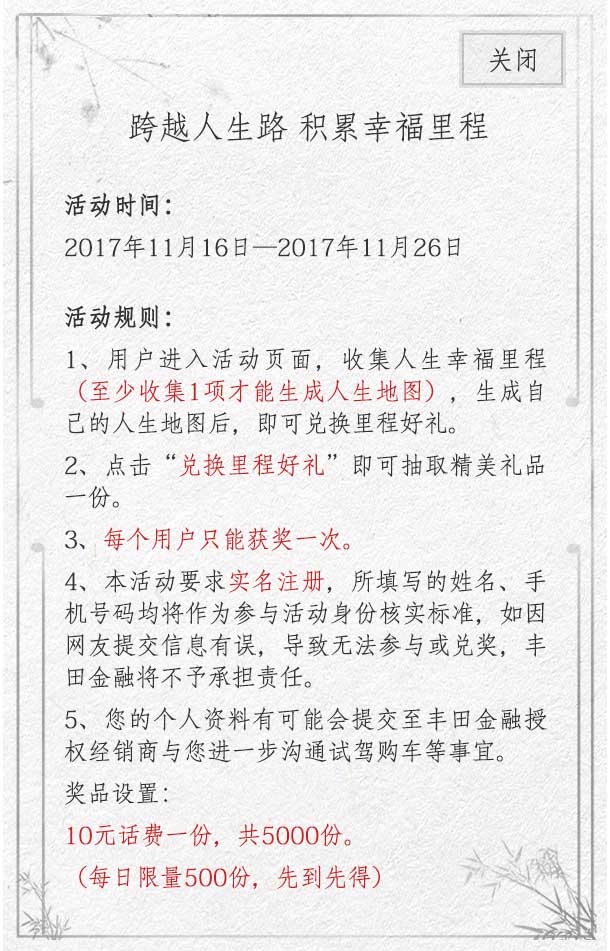 关闭
跨越人生路 积累幸福里程
活动时间：
2017年11月16日—2017年11月26日
活动规则：
1、用户进入活动页面，收集人生幸福里程
（至少收集1项才能生成人生地图），生成自
己的人生地图后，即可兑换里程好礼。
2、点击“兑换里程好礼”即可抽取精美礼品
一份。
3、每个用户只能获奖一次。
4、本活动要求实名注册，所填写的姓名、手
机号码均将作为参与活动身份核实标准，如因
网友提交信息有误，导致无法参与或兑奖，丰
田金融将不予承担责任。
5、您的个人资料有可能会提交至丰田金融授
权经销商与您进一步沟通试驾购车等事宜。
奖品设置：
10元话费一份，共5000份。
（每日限量500份，先到先得）